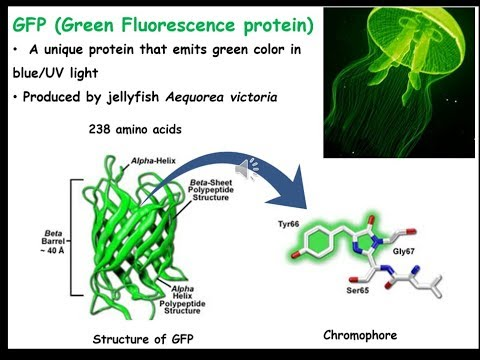 GFP (Green Fluorescence protein)
• A unique protein that emits green color in
blue/UV light
• Produced by jellyfish Aequorea victoria
238 amino acids
Alpha-Helix
Beta-Sheet
Polypeptide
Structure
Beta
Barrel
~ 40 Å
Alpha
Helix
Polypeptide
Structure
Structure of GFP
Tyr66
Gly67
Ser65
Chromophore